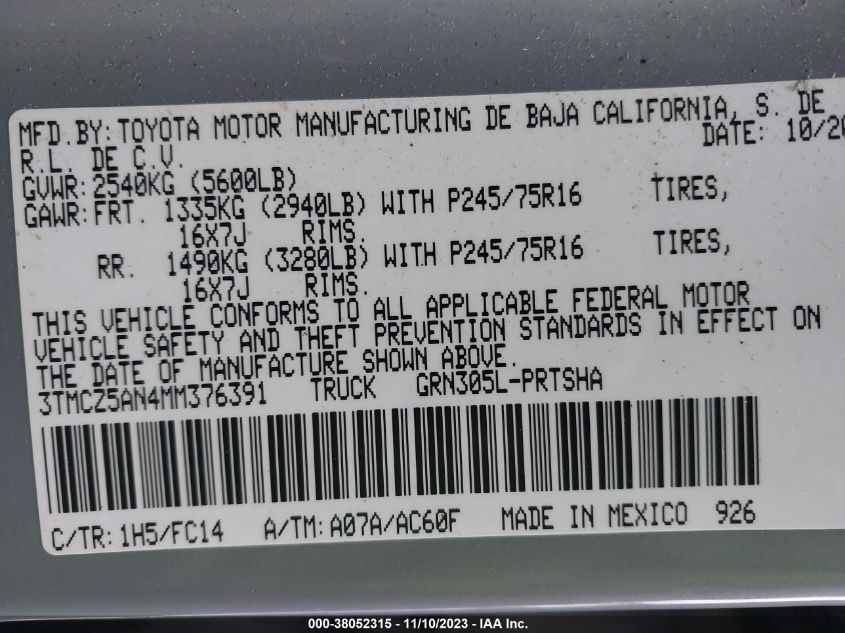 MFD.BY: TOYOTA MOTOR MANUFACTURING DE BAJA CALIFORNIA, S. DE
R.L. DE C.V. DATE: 10/20
GVWR: 2540KG (5600LB)
GAWR: FRT. 1335KG (2940LB) WITH P245/75R16 TIRES,
16X7J RIMS.
RR. 1490KG (3280LB) WITH P245/75R16 TIRES,
16X7J RIMS.
THIS VEHICLE CONFORMS TO ALL APPLICABLE FEDERAL MOTOR
VEHICLE SAFETY AND THEFT PREVENTION STANDARDS IN EFFECT ON
THE DATE OF MANUFACTURE SHOWN ABOVE.
3TMCZ5AN4MM376391 TRUCK GRN305L-PRTSHA
C/TR: 1H5/FC14 A/TM: A07A/AC60F MADE IN MEXICO 926
000-38052315 - 11/10/2023 - IAA Inc.